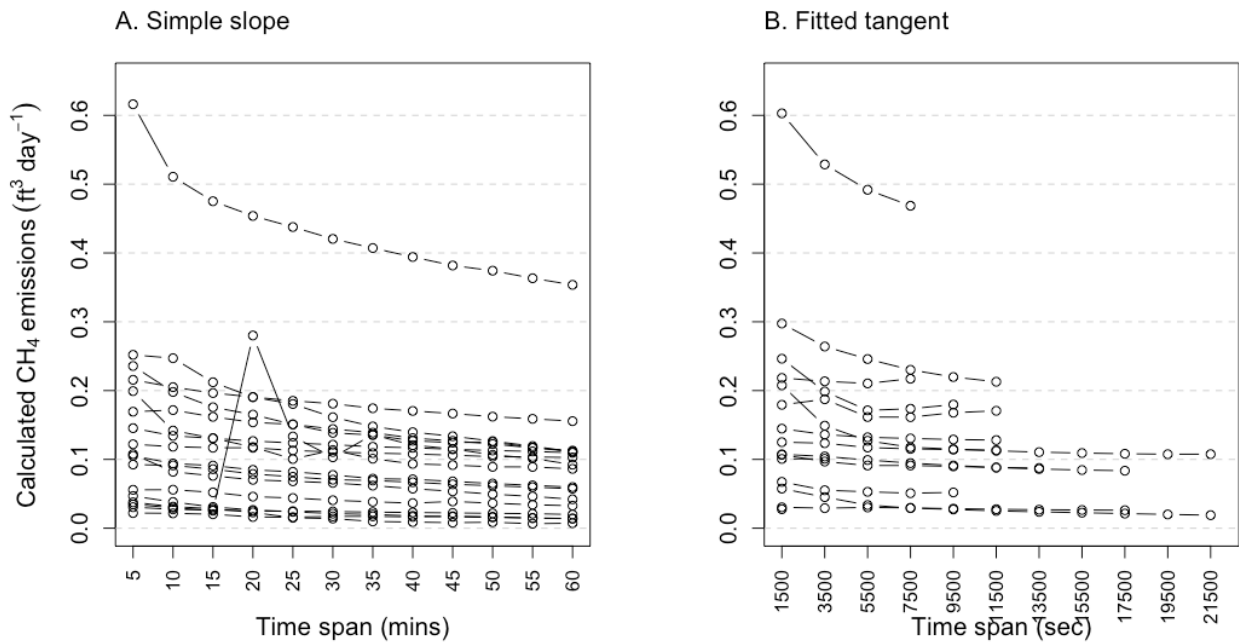 A. Simple slope
B. Fitted tangent
Calculated CH₄ emissions (ft³ day⁻¹)
0.6
0.5
0.4
0.3
0.2
0.1
0.0
5 10 15 20 25 30 35 40 45 50 55 60
Time span (mins)
0.6
0.5
0.4
0.3
0.2
0.1
0.0
1500 3500 5500 7500 9500 11500 13500 15500 17500 19500 21500
Time span (sec)